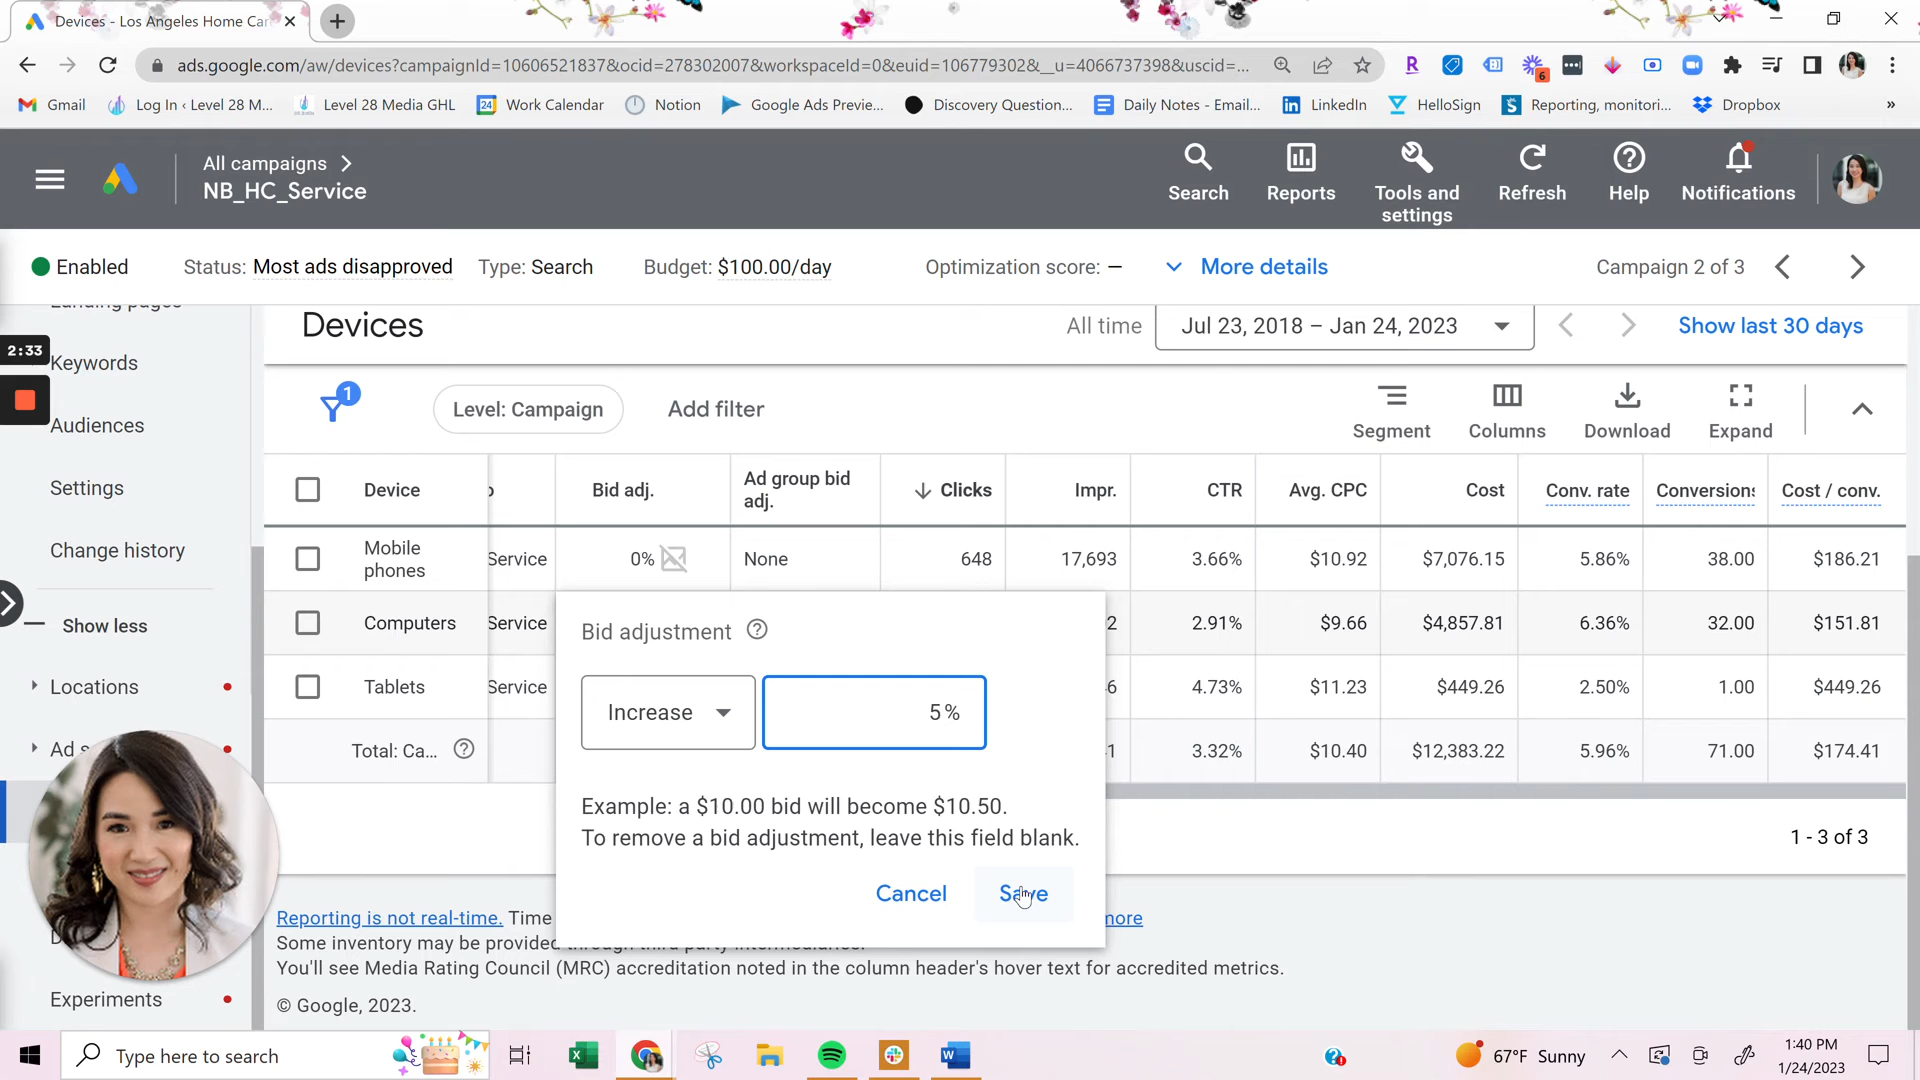 Devices - Los Angeles Home Car
ads.google.com/aw/devices?campaignId=10606521837&ocid=278302007&workspaceId=0&euid=106779302&__u=4066737398&uscid=...
6
Gmail
Log In ‹ Level 28 M...
Level 28 Media GHL
24
Work Calendar
Notion
Google Ads Previe...
Discovery Question...
Daily Notes - Email...
LinkedIn
HelloSign
Reporting, monitori...
Dropbox
»
All campaigns
NB_HC_Service
Search
Reports
Tools and
settings
Refresh
Help
Notifications
Enabled
Status: Most ads disapproved
Type: Search
Budget: $100.00/day
Optimization score: –
More details
Campaign 2 of 3
Landing pages
Devices
All time
Jul 23, 2018 – Jan 24, 2023
Show last 30 days
2:33
Keywords
1
Level: Campaign
Add filter
Segment
Columns
Download
Expand
Audiences
Settings
Device
Bid adj.
Ad group bid
adj.
Clicks
Impr.
CTR
Avg. CPC
Cost
Conv. rate
Conversions
Cost / conv.
Change history
Mobile
phones
Service
0%
None
648
17,693
3.66%
$10.92
$7,076.15
5.86%
38.00
$186.21
Show less
Computers
Service
2
2.91%
$9.66
$4,857.81
6.36%
32.00
$151.81
Locations
Tablets
Service
6
4.73%
$11.23
$449.26
2.50%
1.00
$449.26
Ad s
Total: Ca...
1
3.32%
$10.40
$12,383.22
5.96%
71.00
$174.41
Bid adjustment
Increase
5 %
Example: a $10.00 bid will become $10.50.
To remove a bid adjustment, leave this field blank.
Cancel
Save
1 - 3 of 3
Reporting is not real-time. Time
more
Some inventory may be provided through third party intermediaries.
You'll see Media Rating Council (MRC) accreditation noted in the column header's hover text for accredited metrics.
Experiments
© Google, 2023.
Type here to search
67°F Sunny
1:40 PM
1/24/2023